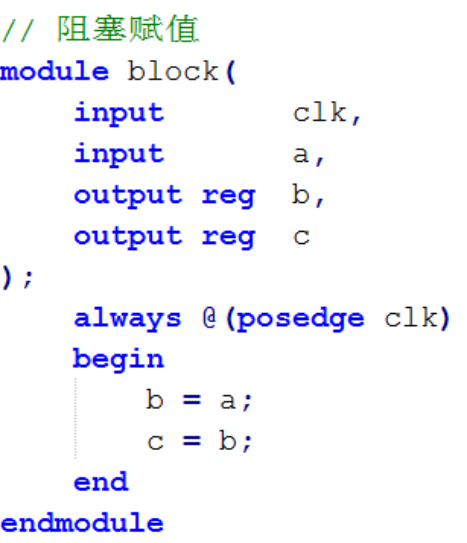 // 阻塞赋值
module block(
    input       clk,
    input       a,
    output reg  b,
    output reg  c
);
    always @(posedge clk)
    begin
        b = a;
        c = b;
    end
endmodule